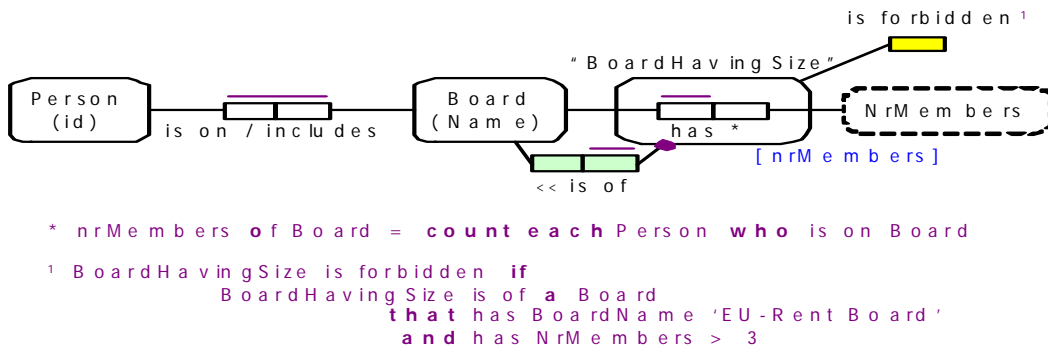 is forbidden ¹
"BoardHavingSize"
Person
(id)
is on / includes
Board
(Name)
has *
NrMembers
[nrMembers]
<< is of
* nrMembers of Board = count each Person who is on Board
¹ BoardHavingSize is forbidden if
BoardHavingSize is of a Board
that has BoardName 'EU-Rent Board'
and has NrMembers > 3